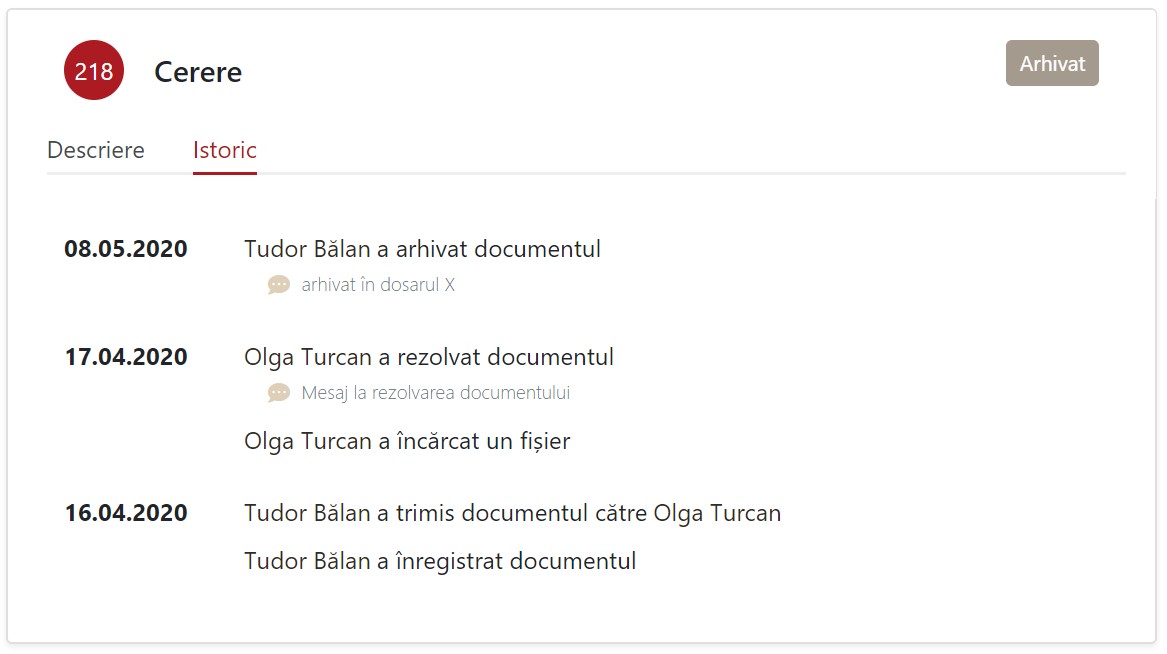 218 Cerere Arhivat
Descriere Istoric
08.05.2020 Tudor Bălan a arhivat documentul
arhivat în dosarul X
17.04.2020 Olga Turcan a rezolvat documentul
Mesaj la rezolvarea documentului
Olga Turcan a încărcat un fișier
16.04.2020 Tudor Bălan a trimis documentul către Olga Turcan
Tudor Bălan a înregistrat documentul